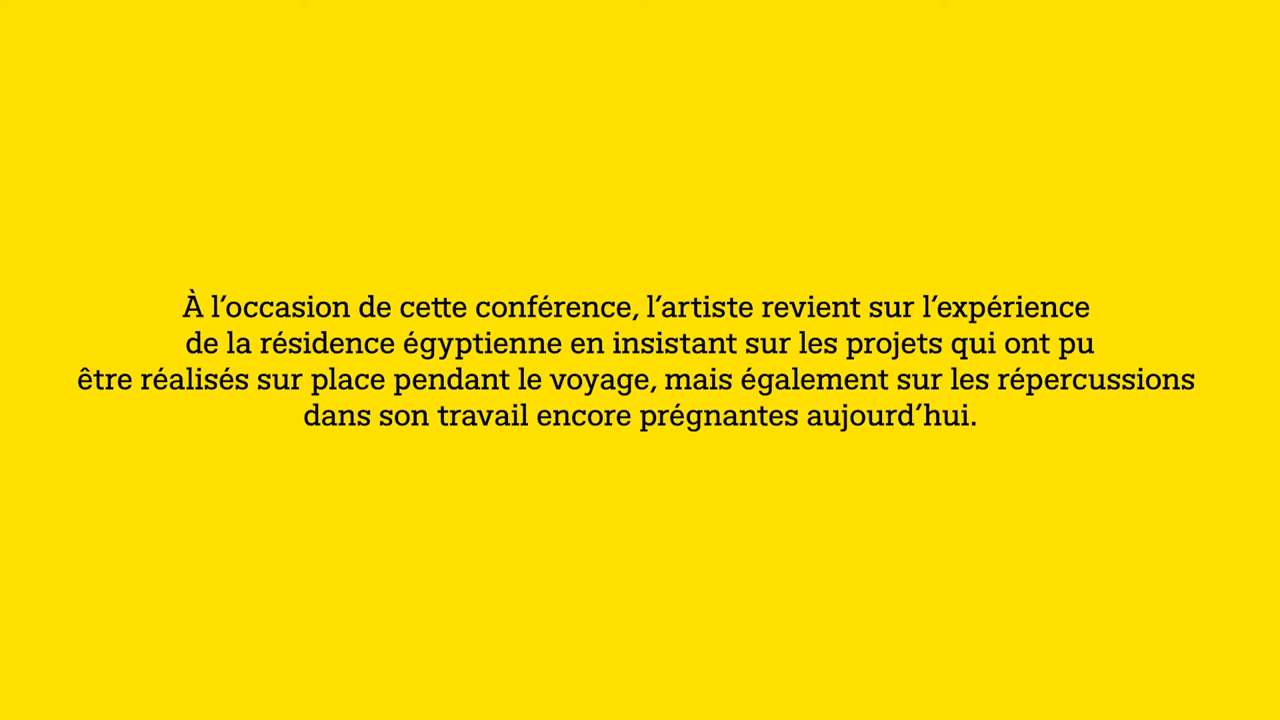 À l’occasion de cette conférence, l’artiste revient sur l’expérience
de la résidence égyptienne en insistant sur les projets qui ont pu
être réalisés sur place pendant le voyage, mais également sur les répercussions
dans son travail encore prégnantes aujourd’hui.